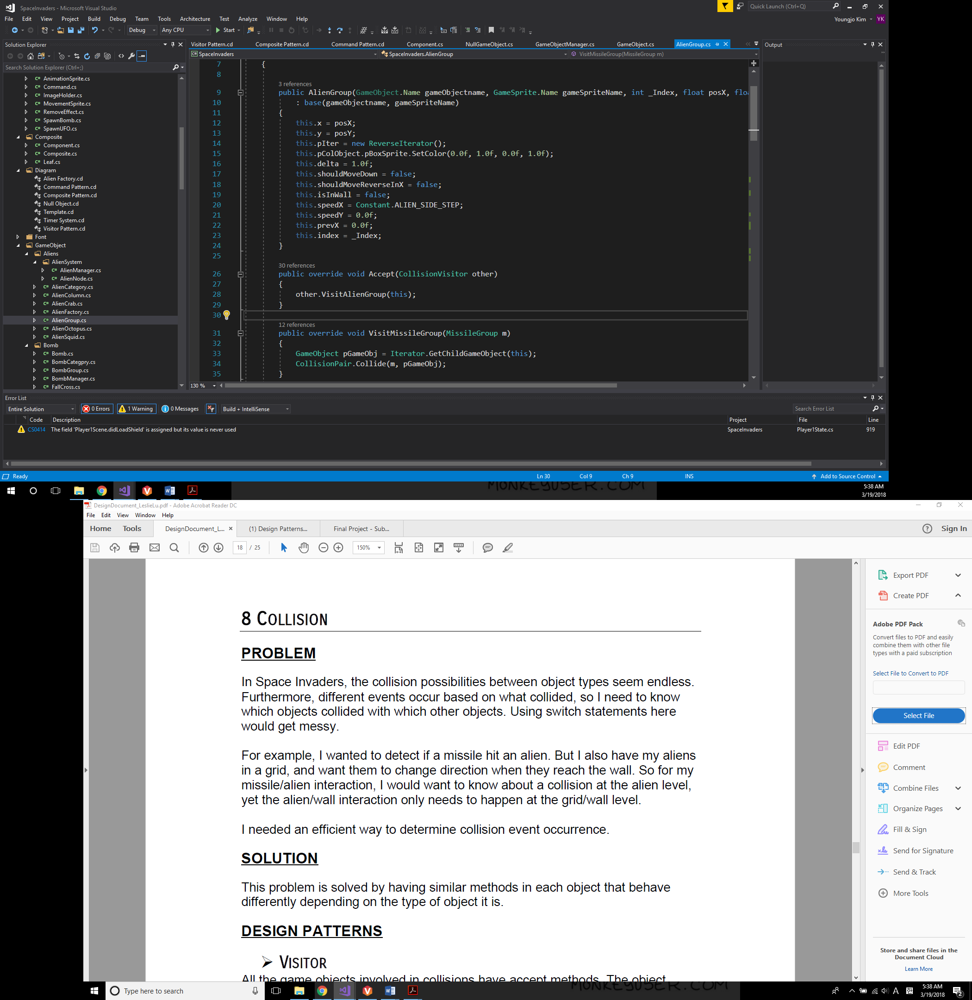 SpaceInvaders - Microsoft Visual Studio
Quick Launch (Ctrl+Q)
File Edit View Project Build Debug Team Tools Architecture Test Analyze Window Help
Youngjo Kim YK
Debug Any CPU Start
Solution Explorer
Visitor Pattern.cd Composite Pattern.cd Command Pattern.cd Component.cs NullGameObject.cs GameObjectManager.cs GameObject.cs AlienGroup.cs
Output
SpaceInvaders SpaceInvaders.AlienGroup VisitMissileGroup(MissileGroup m)
Search Solution Explorer (Ctrl+;)
C# AnimationSprite.cs
C# Command.cs
C# ImageHolder.cs
C# MovementSprite.cs
C# RemoveEffect.cs
C# SpawnBomb.cs
C# SpawnUFO.cs
Composite
C# Component.cs
C# Composite.cs
C# Leaf.cs
Diagram
Alien Factory.cd
Command Pattern.cd
Composite Pattern.cd
Null Object.cd
Template.cd
Timer System.cd
Visitor Pattern.cd
Font
GameObject
Aliens
AlienSystem
C# AlienManager.cs
C# AlienNode.cs
C# AlienCategory.cs
C# AlienColumn.cs
C# AlienCrab.cs
C# AlienFactory.cs
C# AlienGroup.cs
C# AlienOctopus.cs
C# AlienSquid.cs
Bomb
C# Bomb.cs
C# BombCategpry.cs
C# BombGroup.cs
C# BombManager.cs
C# FallCross.cs
7 {
8
3 references
9 public AlienGroup(GameObject.Name gameObjectname, GameSprite.Name gameSpriteName, int _Index, float posX, floa
10 : base(gameObjectname, gameSpriteName)
11 {
12 this.x = posX;
13 this.y = posY;
14 this.pIter = new ReverseIterator();
15 this.pColObject.pBoxSprite.SetColor(0.0f, 1.0f, 0.0f, 1.0f);
16 this.delta = 1.0f;
17 this.shouldMoveDown = false;
18 this.shouldMoveReverseInX = false;
19 this.isInWall = false;
20 this.speedX = Constant.ALIEN_SIDE_STEP;
21 this.speedY = 0.0f;
22 this.prevX = 0.0f;
23 this.index = _Index;
24 }
25
30 references
26 public override void Accept(CollisionVisitor other)
27 {
28 other.VisitAlienGroup(this);
29 }
30
12 references
31 public override void VisitMissileGroup(MissileGroup m)
32 {
33 GameObject pGameObj = Iterator.GetChildGameObject(this);
34 CollisionPair.Collide(m, pGameObj);
35 }
130 %
Error List
Entire Solution 0 Errors 1 Warning 0 Messages Build + IntelliSense
Search Error List
Code Description Project File Line
CS0414 The field 'Player1Scene.didLoadShield' is assigned but its value is never used SpaceInvaders Player1State.cs 919
Ready Ln 30 Col 9 Ch 9 INS Add to Source Control
MONKEYUSER.COM
5:38 AM
3/19/2018
DesignDocument_LeslieLu.pdf - Adobe Acrobat Reader DC
File Edit View Window Help
Home Tools DesignDocument_L... (1) Design Patterns... Final Project - Sub... Sign In
18 / 25 150%
8 COLLISION
PROBLEM
In Space Invaders, the collision possibilities between object types seem endless.
Furthermore, different events occur based on what collided, so I need to know
which objects collided with which other objects. Using switch statements here
would get messy.
For example, I wanted to detect if a missile hit an alien. But I also have my aliens
in a grid, and want them to change direction when they reach the wall. So for my
missile/alien interaction, I would want to know about a collision at the alien level,
yet the alien/wall interaction only needs to happen at the grid/wall level.
I needed an efficient way to determine collision event occurrence.
SOLUTION
This problem is solved by having similar methods in each object that behave
differently depending on the type of object it is.
DESIGN PATTERNS
VISITOR
All the game objects involved in collisions have accept methods. The object
Export PDF
Create PDF
Adobe PDF Pack
Convert files to PDF and easily
combine them with other file
types with a paid subscription
Select File to Convert to PDF
Select File
Edit PDF
Comment
Combine Files
Organize Pages
Fill & Sign
Send for Signature
Send & Track
More Tools
Store and share files in the
Document Cloud
Learn More
Type here to search
MONKEYUSER.COM
A
5:38 AM
3/19/2018
2